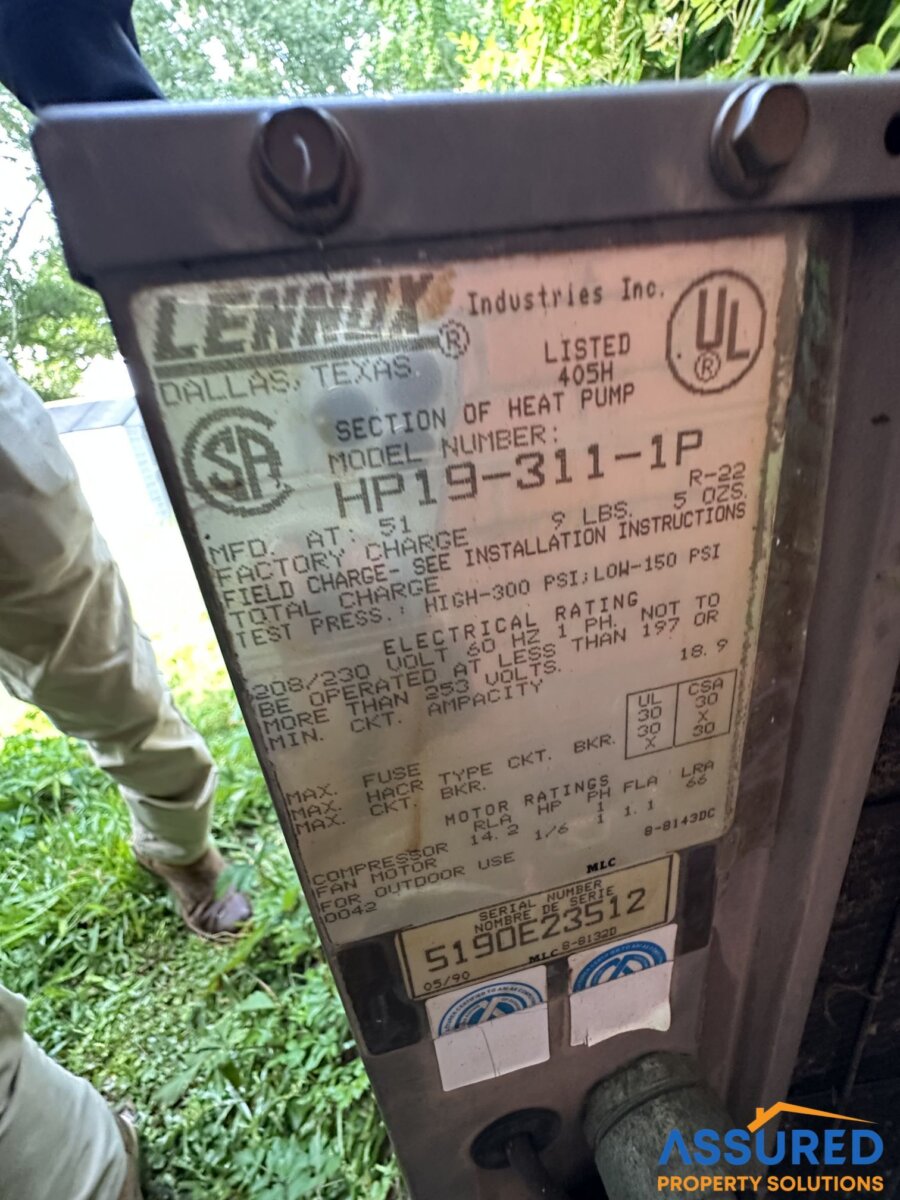 LENNOX ® Industries Inc.
DALLAS, TEXAS.
LISTED
405H
UL ®
SA
SECTION OF HEAT PUMP
MODEL NUMBER:
HP19-311-1P
MFD. AT: 51 R-22
FACTORY CHARGE 9 LBS. 5 OZS.
FIELD CHARGE- SEE INSTALLATION INSTRUCTIONS
TOTAL CHARGE
TEST PRESS.: HIGH-300 PSI;LOW-150 PSI
ELECTRICAL RATING
208/230 VOLT 60 HZ 1 PH. NOT TO
BE OPERATED AT LESS THAN 197 OR
MORE THAN 253 VOLTS.
MIN. CKT. AMPACITY 18.9
UL CSA
MAX. FUSE 30 30
MAX. HACR TYPE CKT. BKR. 30 X
MAX. CKT. BKR. X 30
MOTOR RATINGS
RLA HP PH FLA LRA
COMPRESSOR 14.2 1 66
FAN MOTOR 1/6 1 1.1
FOR OUTDOOR USE 8-8143DC
0042 MLC
SERIAL NUMBER
NOMBRE DE SERIE
5190E23512
05/90 MLC 8-8132D
ASSURED
PROPERTY SOLUTIONS